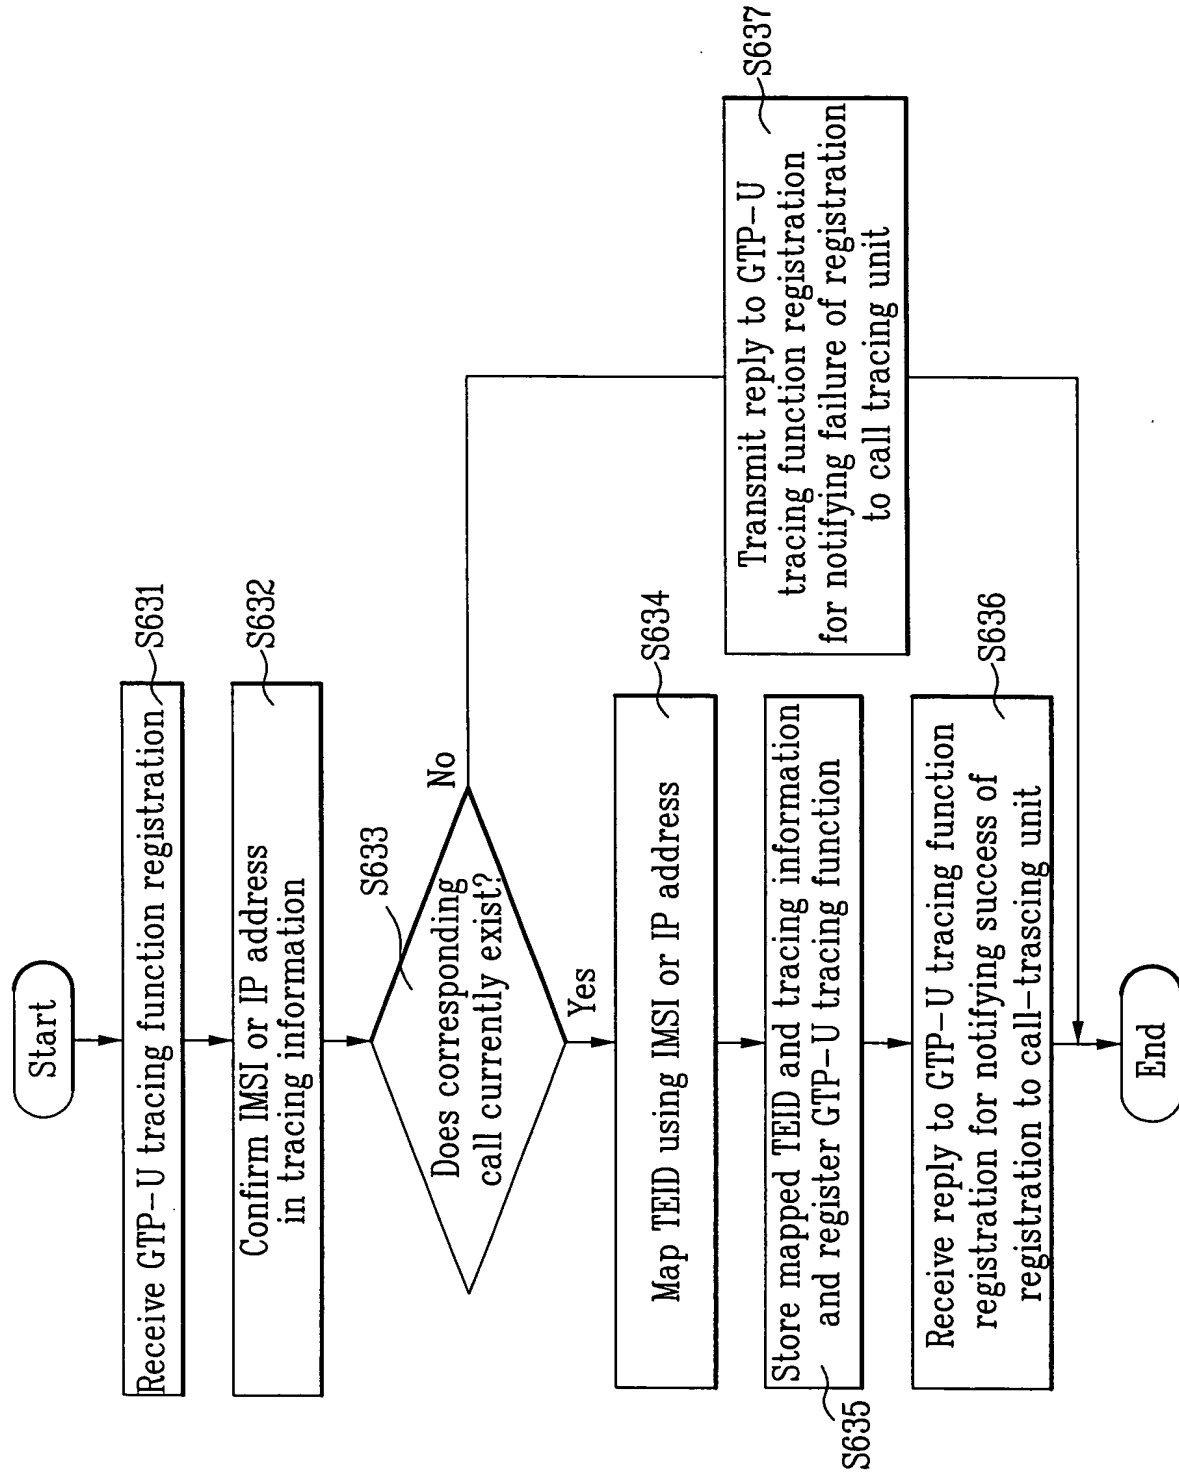 Start
Receive GTP-U tracing function registration
S631
Confirm IMSI or IP address
in tracing information
S632
Does corresponding
call currently exist?
S633
No
Yes
Map TEID using IMSI or IP address
S634
Store mapped TEID and tracing information
and register GTP-U tracing function
S635
Receive reply to GTP-U tracing function
registration for notifying success of
registration to call-trascing unit
S636
Transmit reply to GTP-U
tracing function registration
for notifying failure of registration
to call tracing unit
S637
End